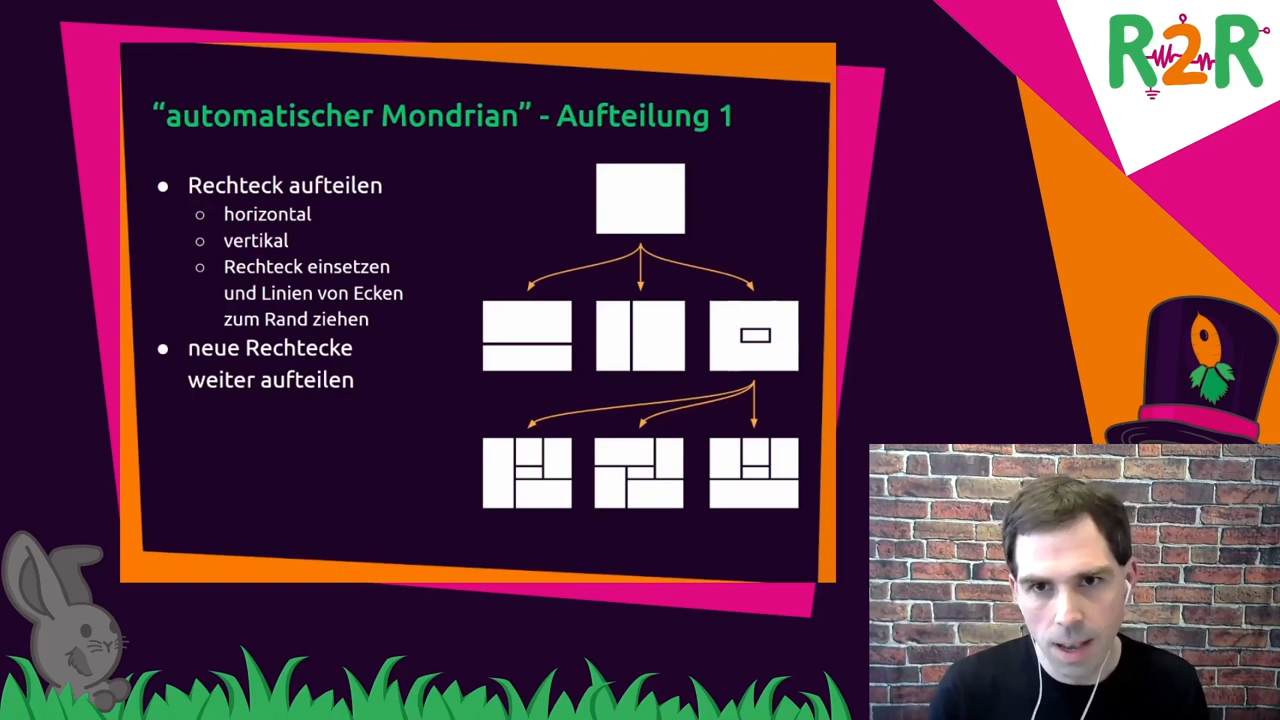 R2R
“automatischer Mondrian” - Aufteilung 1
● Rechteck aufteilen
○ horizontal
○ vertikal
○ Rechteck einsetzen
und Linien von Ecken
zum Rand ziehen
● neue Rechtecke
weiter aufteilen